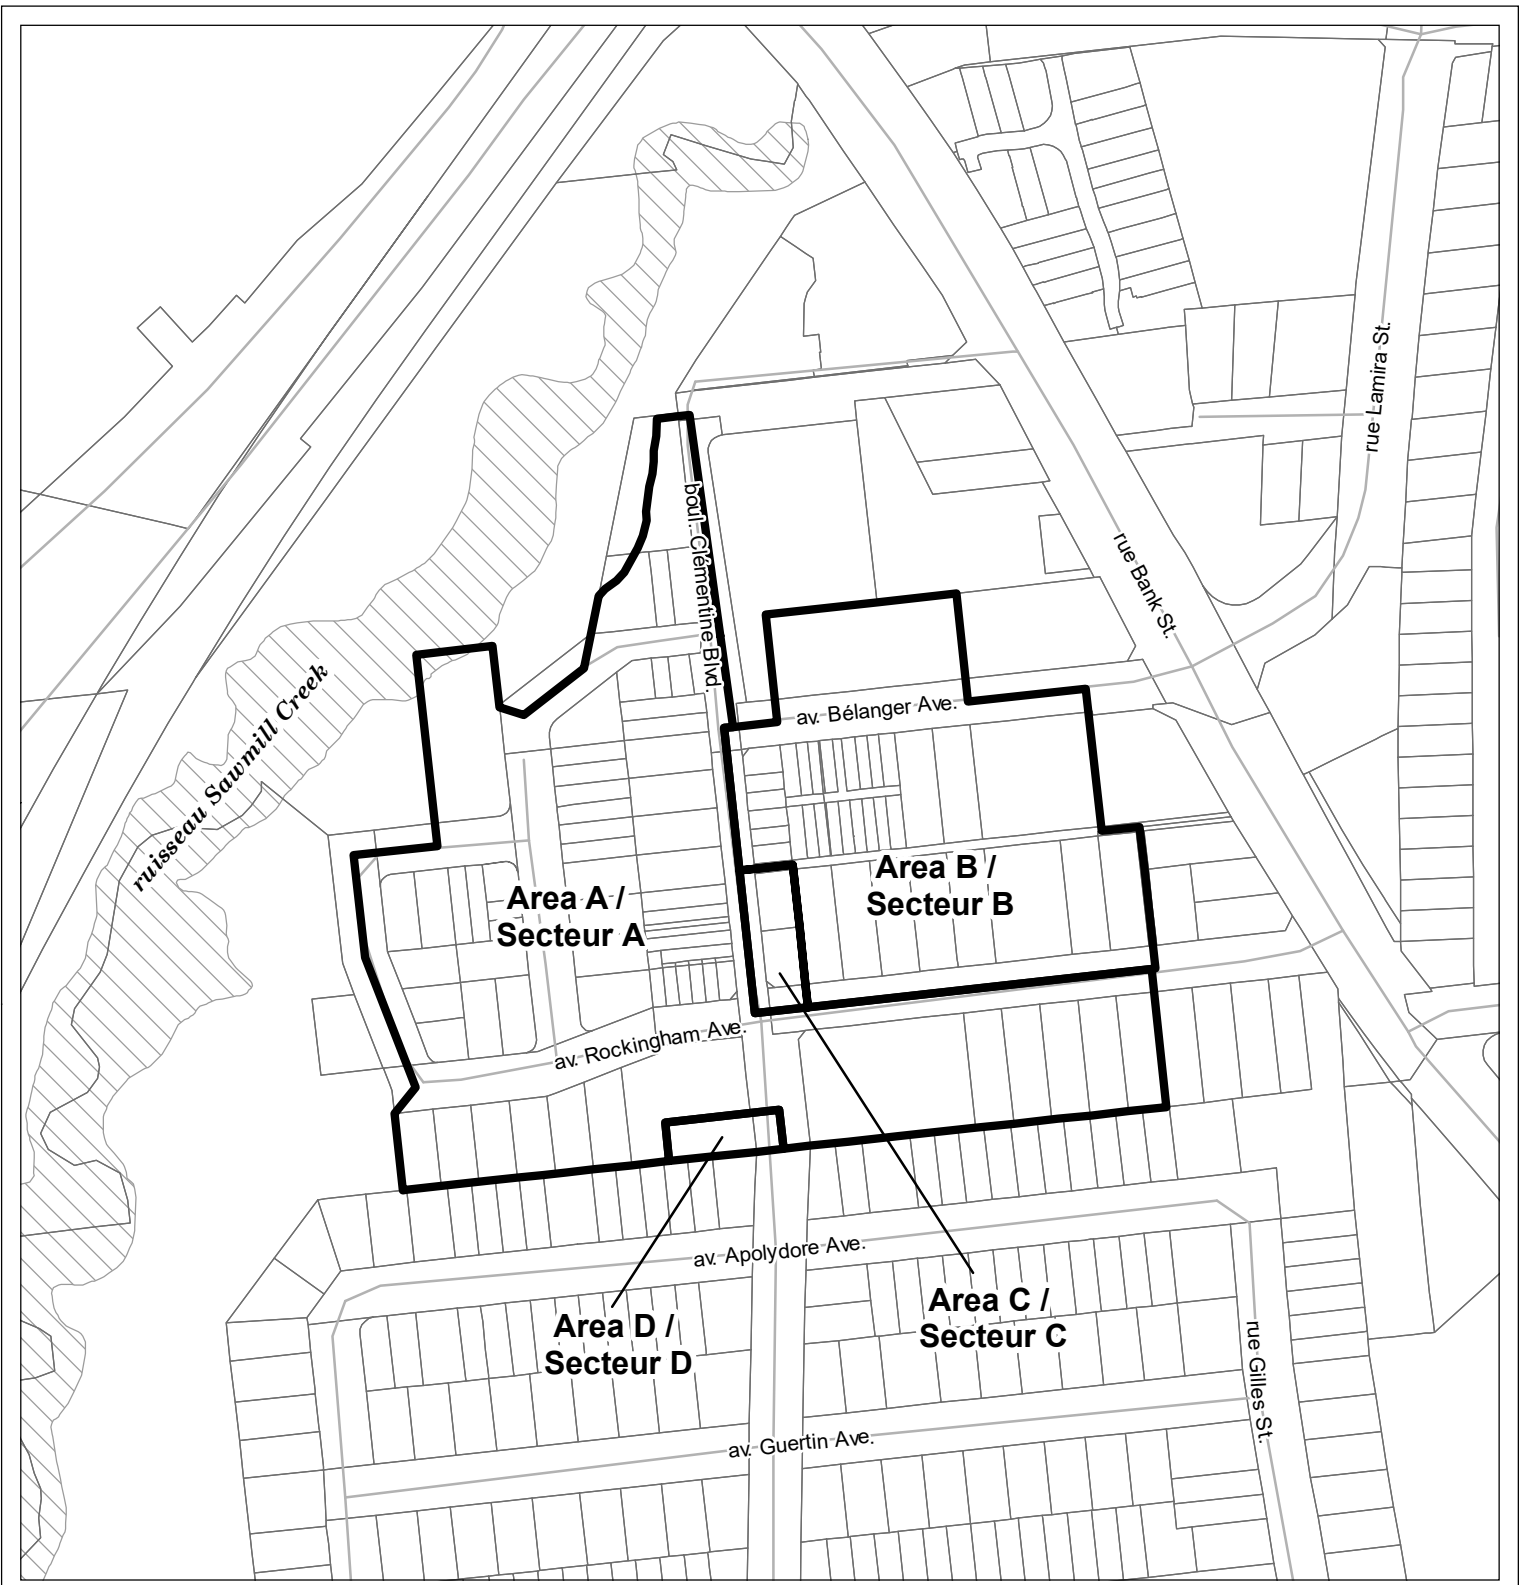 rue Lamira St.
boul. Clémentine Blvd.
rue Bank St.
ruisseau Sawmill Creek
av. Bélanger Ave.
Area A /
Secteur A
Area B /
Secteur B
av. Rockingham Ave.
av. Apolydore Ave.
Area D /
Secteur D
Area C /
Secteur C
rue Gilles St.
av. Guertin Ave.